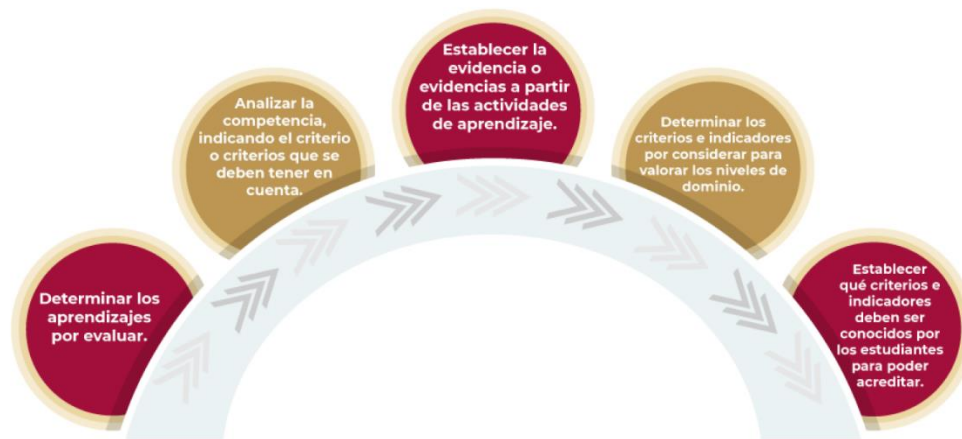 Determinar los
aprendizajes
por evaluar.
Analizar la
competencia,
indicando el criterio
o criterios que se
deben tener en
cuenta.
Establecer la
evidencia o
evidencias a partir
de las actividades
de aprendizaje.
Determinar los
criterios e indicadores
por considerar para
valorar los niveles de
dominio.
Establecer
qué criterios e
indicadores
deben ser
conocidos por
los estudiantes
para poder
acreditar.